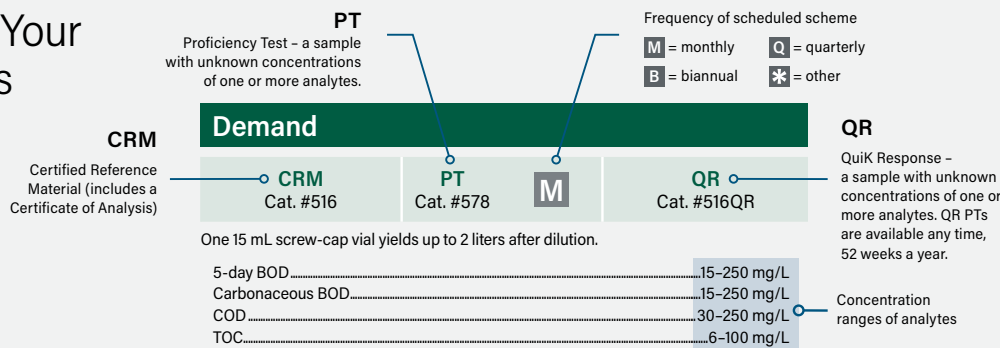 Your
s
PT
Proficiency Test – a sample
with unknown concentrations
of one or more analytes.
Frequency of scheduled scheme
M = monthly Q = quarterly
B = biannual * = other
CRM
Certified Reference
Material (includes a
Certificate of Analysis)
Demand
CRM
Cat. #516
PT
Cat. #578
M
QR
Cat. #516QR
QR
QuiK Response –
a sample with unknown
concentrations of one or
more analytes. QR PTs
are available any time,
52 weeks a year.
One 15 mL screw-cap vial yields up to 2 liters after dilution.
5-day BOD 15–250 mg/L
Carbonaceous BOD 15–250 mg/L
COD 30–250 mg/L
TOC 6–100 mg/L
Concentration
ranges of analytes